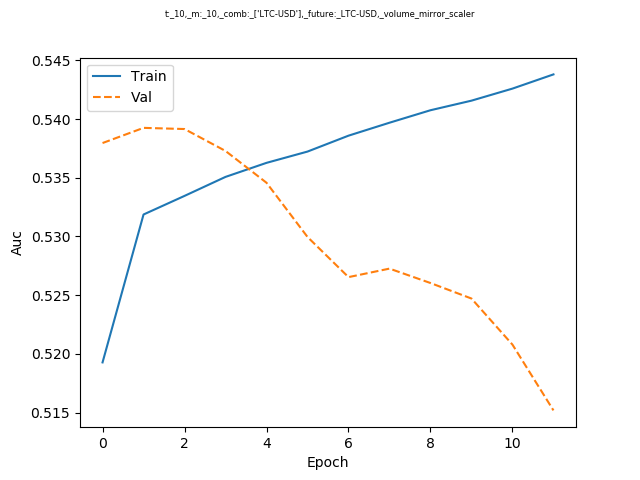 t:_10,_m:_10,_comb:_['LTC-USD'],_future:_LTC-USD,_volume_mirror_scaler
Train
Val
0.545
0.540
0.535
0.530
0.525
0.520
0.515
Auc
0 2 4 6 8 10
Epoch